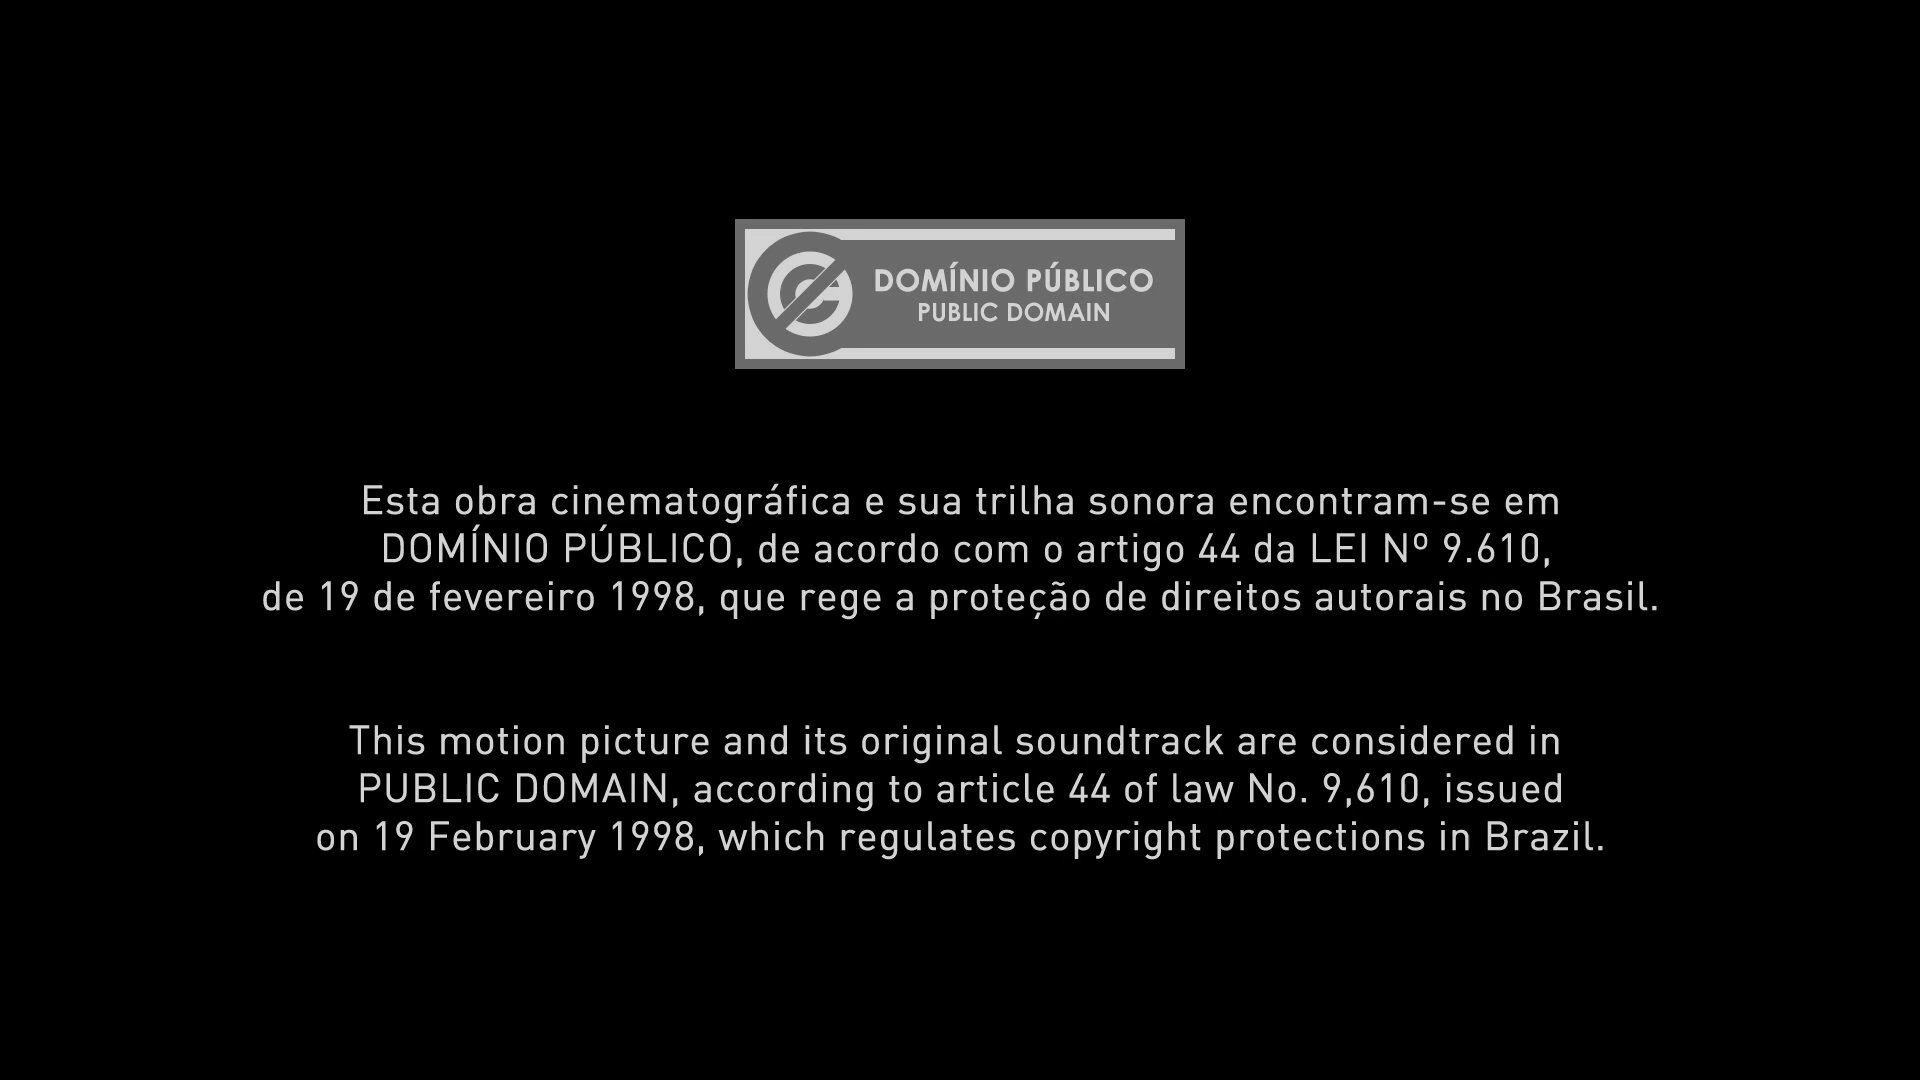 DOMÍNIO PÚBLICO
PUBLIC DOMAIN
Esta obra cinematográfica e sua trilha sonora encontram-se em
DOMÍNIO PÚBLICO, de acordo com o artigo 44 da LEI Nº 9.610,
de 19 de fevereiro 1998, que rege a proteção de direitos autorais no Brasil.
This motion picture and its original soundtrack are considered in
PUBLIC DOMAIN, according to article 44 of law No. 9,610, issued
on 19 February 1998, which regulates copyright protections in Brazil.